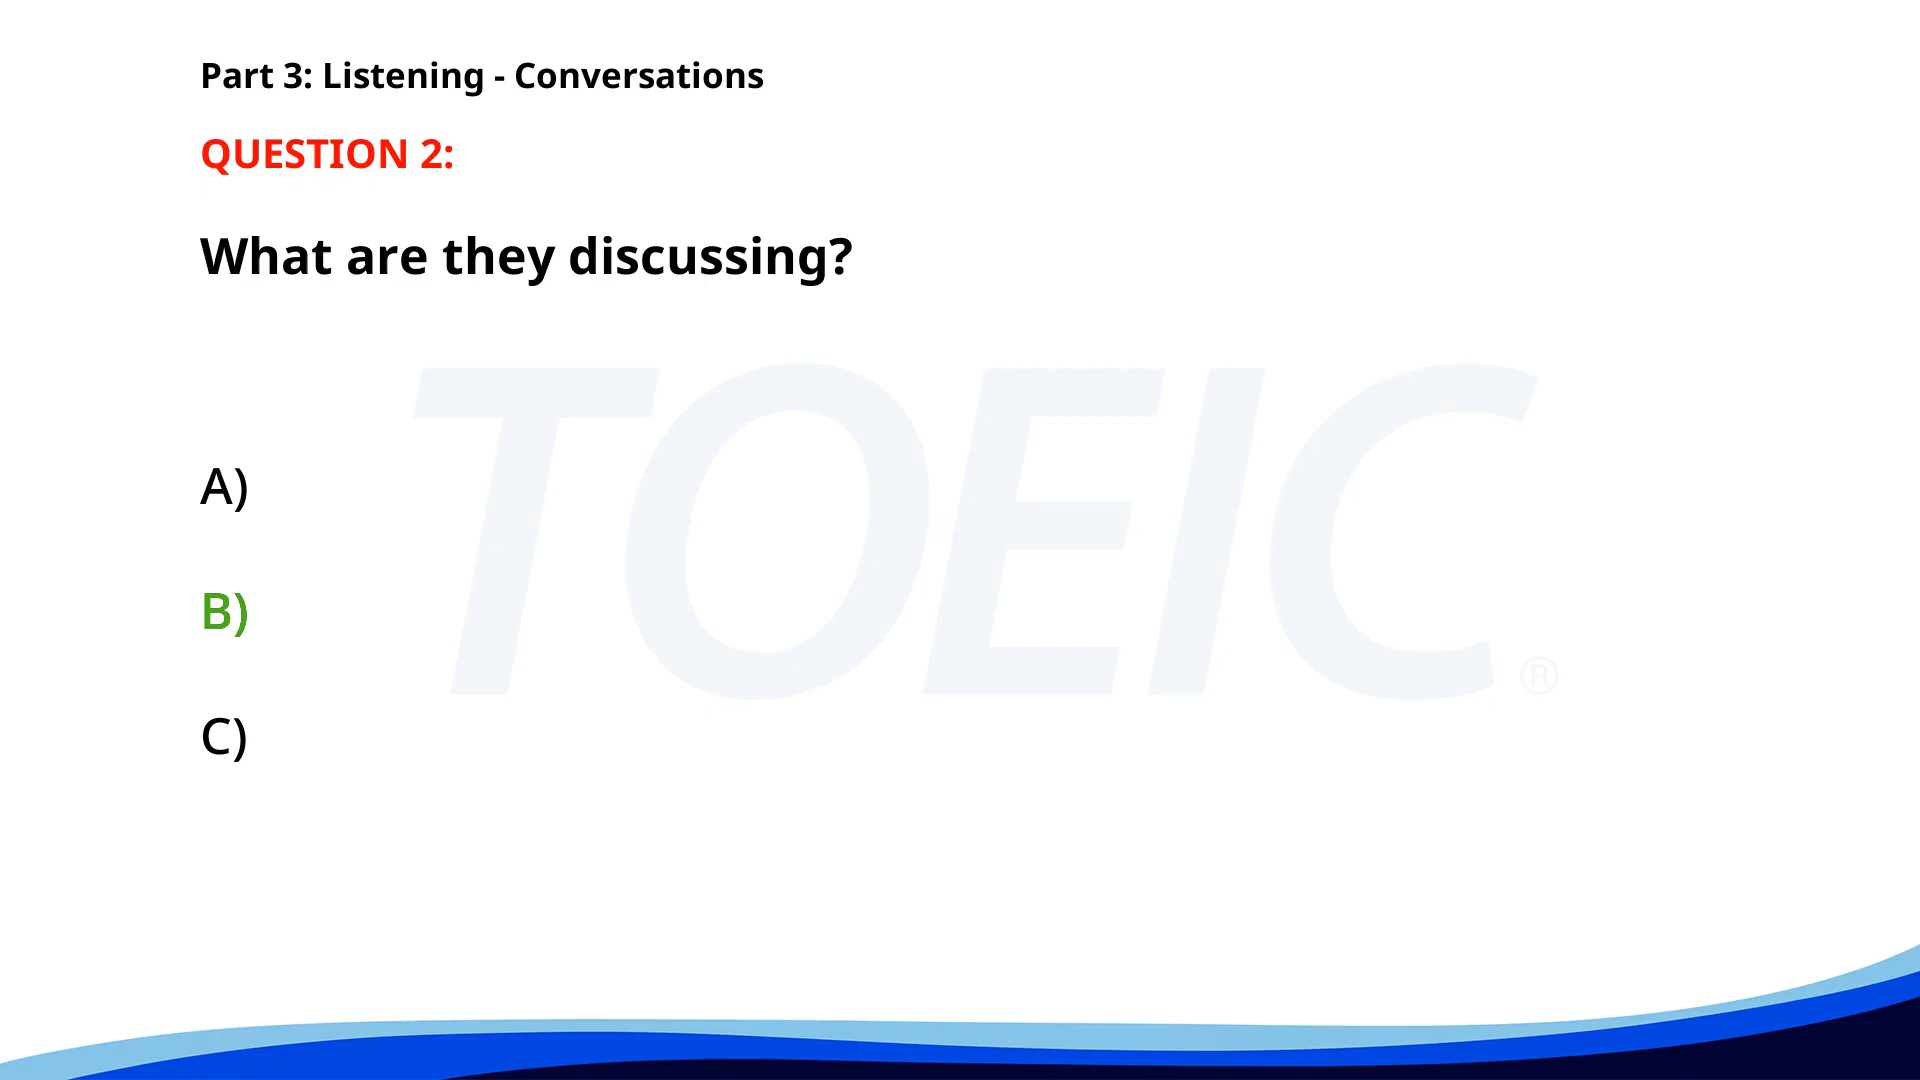 Part 3: Listening - Conversations
QUESTION 2:
What are they discussing?
TOEIC®
A)
B)
C)